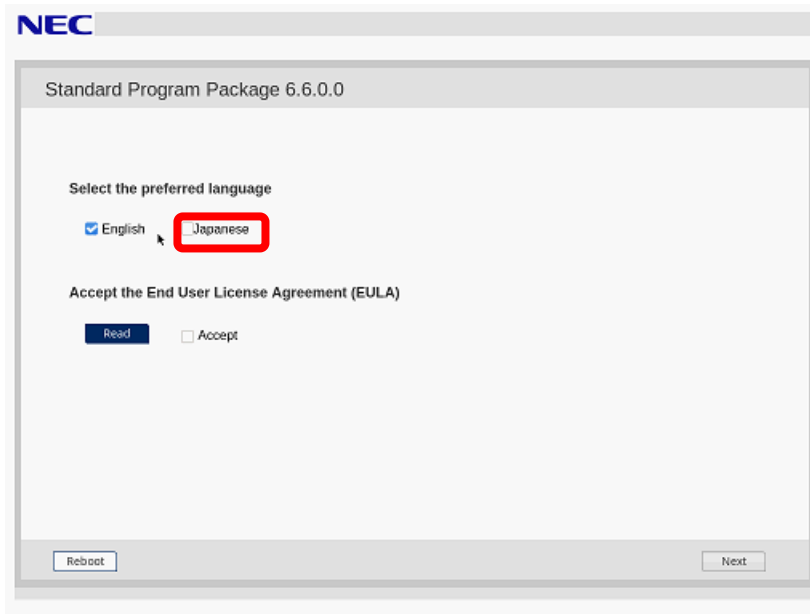 NEC
Standard Program Package 6.6.0.0
Select the preferred language
English Japanese
Accept the End User License Agreement (EULA)
Read Accept
Reboot Next